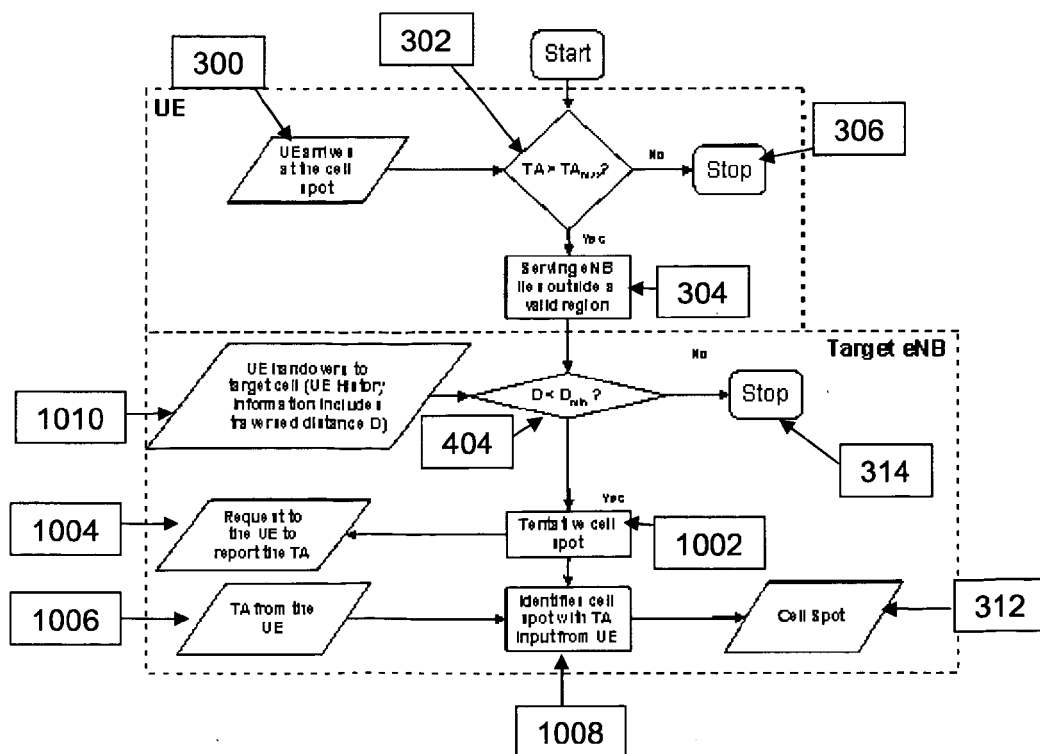 302
Start
300
UE
UE arrives
at the cell
spot
TA > TAmax?
No
Stop
306
Yes
Serving eNB
lies outside a
valid region
304
Target eNB
UE handovers to
target cell (UE History
Information includes
traversed distance D)
No
D < Dmin ?
Stop
1010
404
314
Yes
1004
Request to
the UE to
report the TA
Tentative cell
spot
1002
1006
TA from the
UE
Identifies cell
spot with TA
input from UE
Cell Spot
312
1008